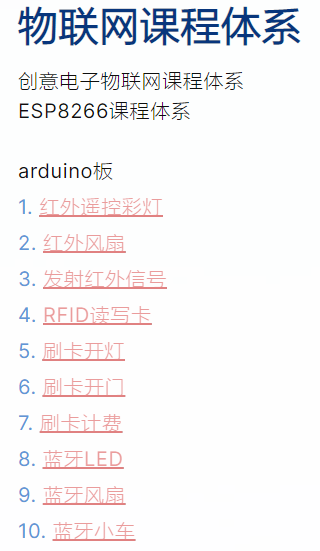 物联网课程体系
创意电子物联网课程体系
ESP8266课程体系
arduino板
1. 红外遥控彩灯
2. 红外风扇
3. 发射红外信号
4. RFID读写卡
5. 刷卡开灯
6. 刷卡开门
7. 刷卡计费
8. 蓝牙LED
9. 蓝牙风扇
10. 蓝牙小车